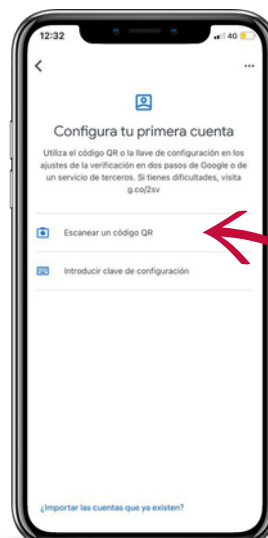 12:32
4G
Configura tu primera cuenta
Utiliza el código QR o la llave de configuración en los
ajustes de la verificación en dos pasos de Google o de
un servicio de terceros. Si tienes dificultades, visita
g.co/2sv
Escanear un código QR
Introducir clave de configuración
¿Importar las cuentas que ya existen?